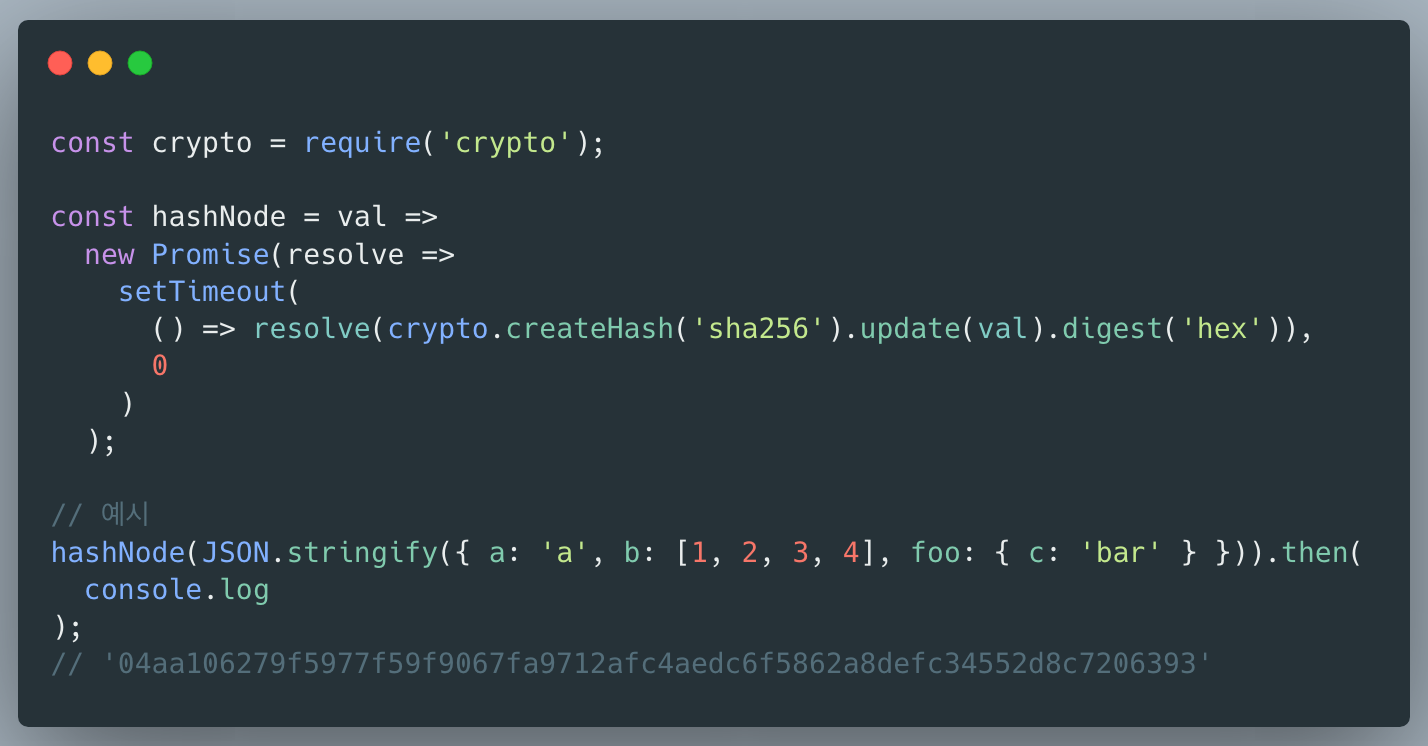 const crypto = require('crypto');
const hashNode = val =>
  new Promise(resolve =>
    setTimeout(
      () => resolve(crypto.createHash('sha256').update(val).digest('hex')),
      0
    )
  );
// 예시
hashNode(JSON.stringify({ a: 'a', b: [1, 2, 3, 4], foo: { c: 'bar' } })).then(
  console.log
);
// '04aa106279f5977f59f9067fa9712afc4aedc6f5862a8defc34552d8c7206393'